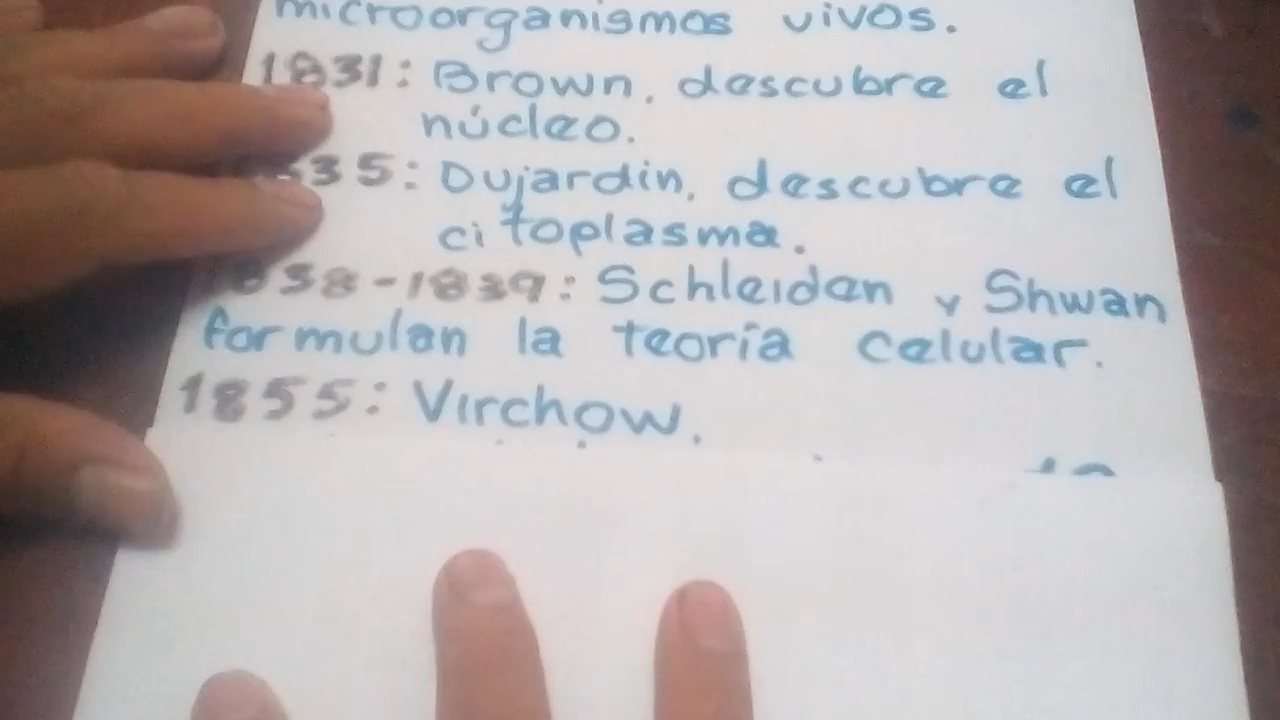 microorganismos vivos.
1831: Brown, descubre el
núcleo.
35: Dujardin, descubre el
citoplasma.
838-1839: Schleiden y Shwan
formulan la teoría celular.
1855: Virchow,